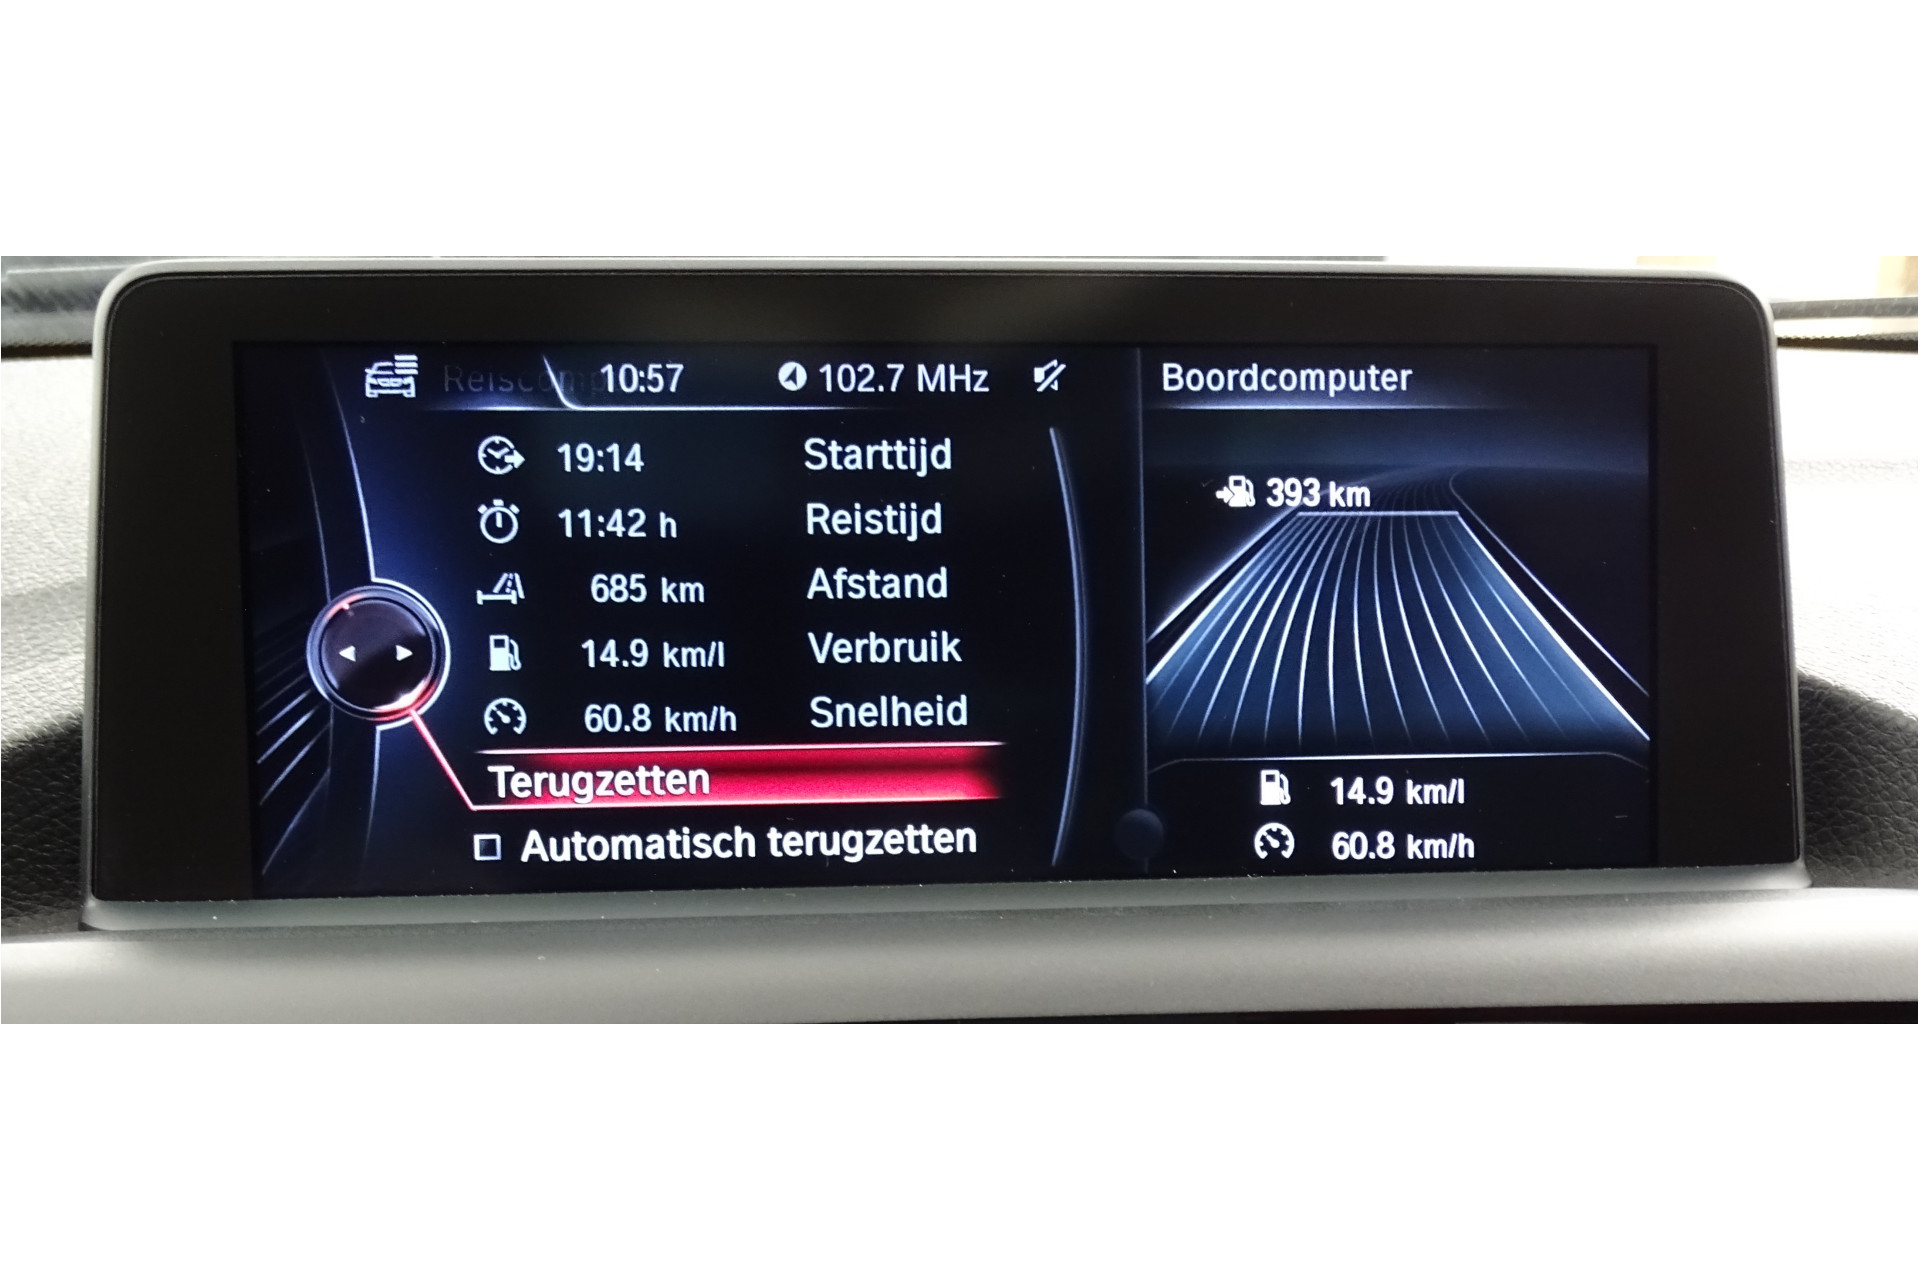 Reiscomp 10:57 102.7 MHz
19:14 Starttijd
11:42 h Reistijd
685 km Afstand
14.9 km/l Verbruik
60.8 km/h Snelheid
Terugzetten
Automatisch terugzetten
Boordcomputer
393 km
14.9 km/l
60.8 km/h